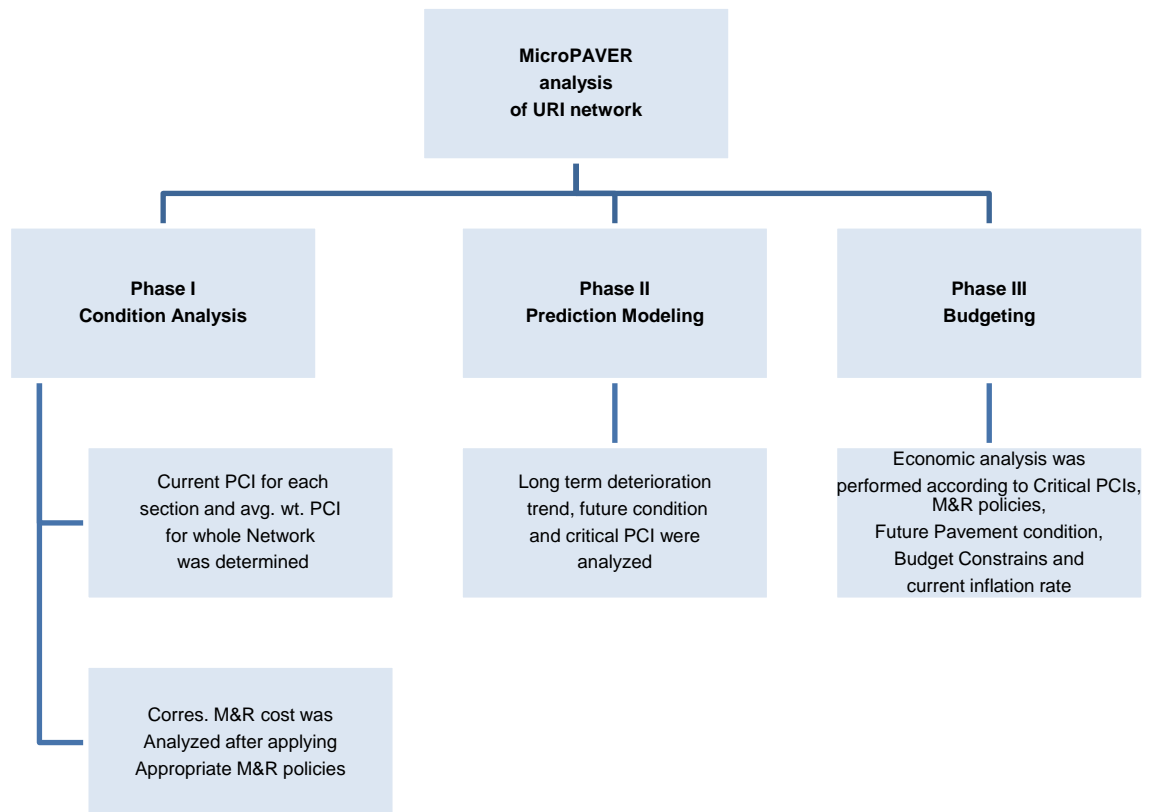 MicroPAVER
analysis
of URI network
Phase I
Condition Analysis
Phase II
Prediction Modeling
Phase III
Budgeting
Current PCI for each
section and avg. wt. PCI
for whole Network
was determined
Long term deterioration
trend, future condition
and critical PCI were
analyzed
Economic analysis was
performed according to Critical PCIs,
M&R policies,
Future Pavement condition,
Budget Constrains and
current inflation rate
Corres. M&R cost was
Analyzed after applying
Appropriate M&R policies